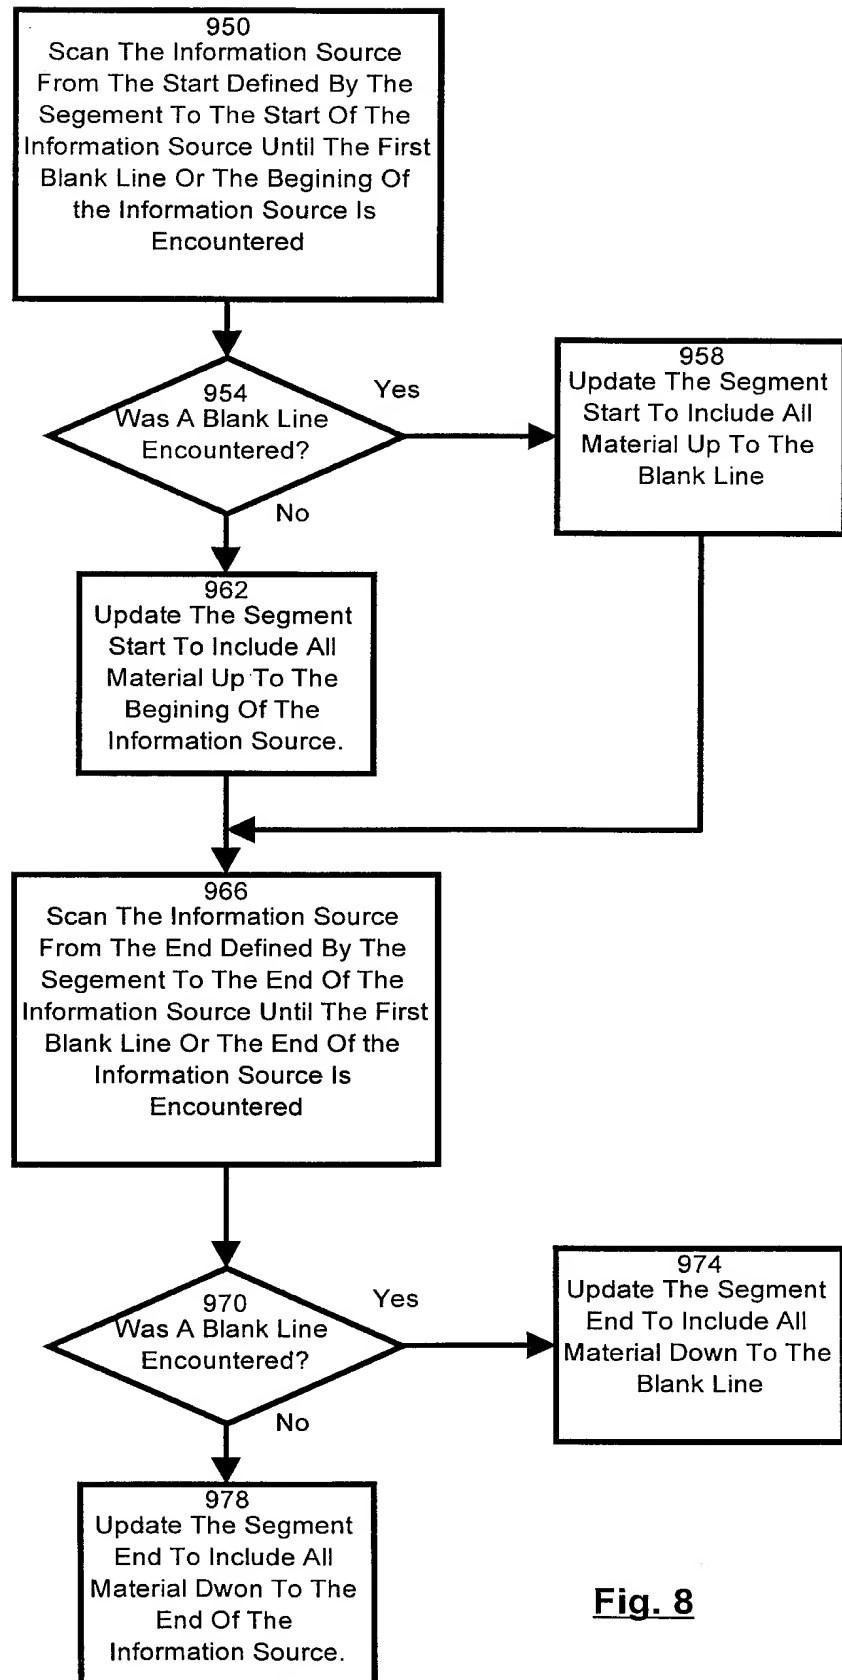 950
Scan The Information Source
From The Start Defined By The
Segement To The Start Of The
Information Source Until The First
Blank Line Or The Begining Of
the Information Source Is
Encountered
954
Was A Blank Line
Encountered?
Yes
No
958
Update The Segment
Start To Include All
Material Up To The
Blank Line
962
Update The Segment
Start To Include All
Material Up To The
Begining Of The
Information Source.
966
Scan The Information Source
From The End Defined By The
Segement To The End Of The
Information Source Until The First
Blank Line Or The End Of the
Information Source Is
Encountered
970
Was A Blank Line
Encountered?
Yes
No
974
Update The Segment
End To Include All
Material Down To The
Blank Line
978
Update The Segment
End To Include All
Material Dwon To The
End Of The
Information Source.
Fig. 8